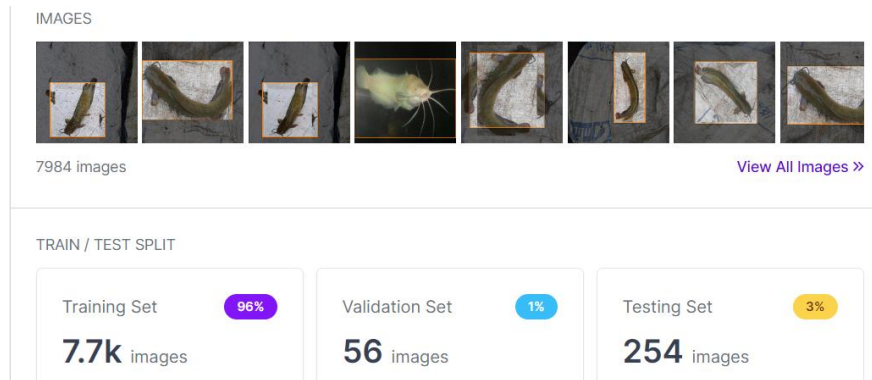 IMAGES
7984 images
View All Images »
TRAIN / TEST SPLIT
Training Set 96%
Validation Set 1%
Testing Set 3%
7.7k images
56 images
254 images